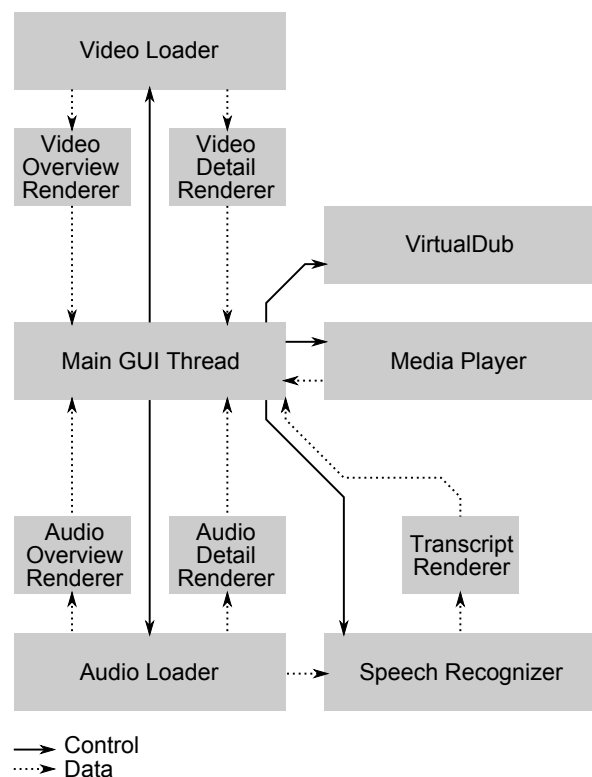 Video Loader
Video
Overview
Renderer
Video
Detail
Renderer
VirtualDub
Main GUI Thread
Media Player
Audio
Overview
Renderer
Audio
Detail
Renderer
Transcript
Renderer
Audio Loader
Speech Recognizer
Control
Data